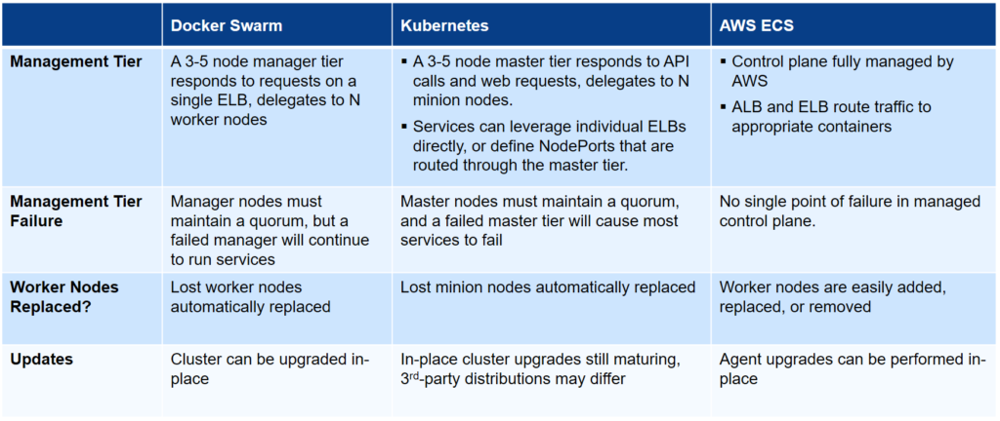 Docker Swarm
Kubernetes
AWS ECS
Management Tier
A 3-5 node manager tier
responds to requests on
a single ELB, delegates to N
worker nodes
▪ A 3-5 node master tier responds to API
calls and web requests, delegates to N
minion nodes.
▪ Services can leverage individual ELBs
directly, or define NodePorts that are
routed through the master tier.
▪ Control plane fully managed by
AWS
▪ ALB and ELB route traffic to
appropriate containers
Management Tier
Failure
Manager nodes must
maintain a quorum, but a
failed manager will continue
to run services
Master nodes must maintain a quorum,
and a failed master tier will cause most
services to fail
No single point of failure in managed
control plane.
Worker Nodes
Replaced?
Lost worker nodes
automatically replaced
Lost minion nodes automatically replaced
Worker nodes are easily added,
replaced, or removed
Updates
Cluster can be upgraded in-
place
In-place cluster upgrades still maturing,
3rd-party distributions may differ
Agent upgrades can be performed in-
place